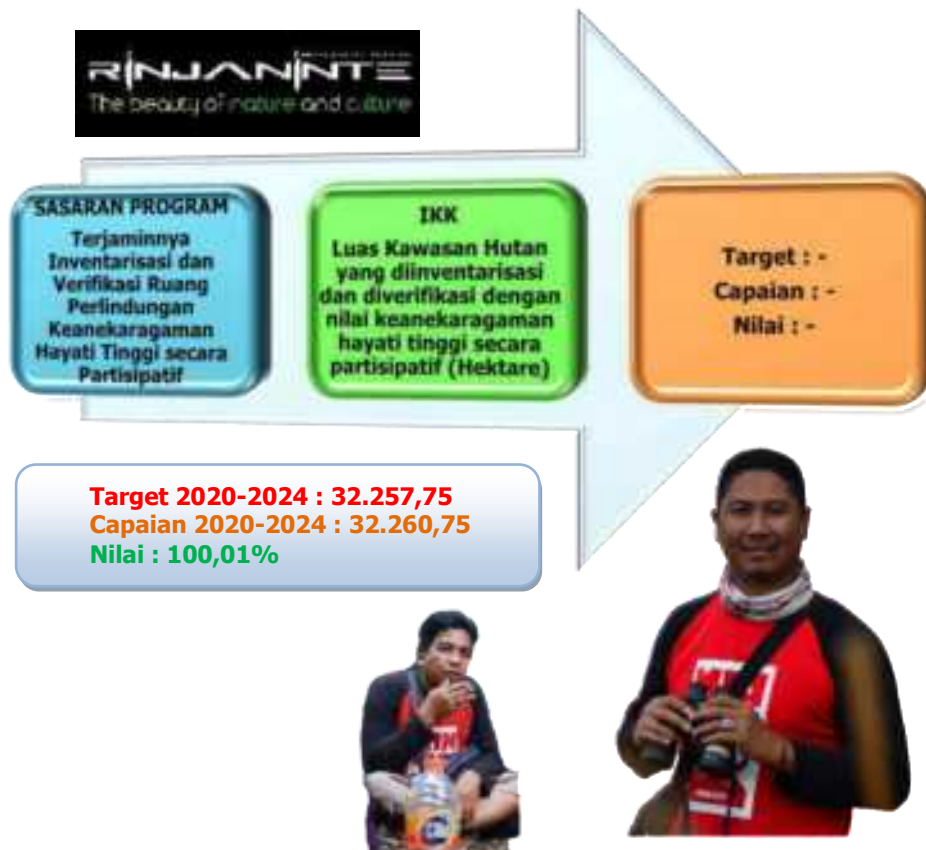 RINJANINTE
The beauty of nature and culture
SASARAN PROGRAM
Terjaminnya
Inventarisasi dan
Verifikasi Ruang
Perlindungan
Keanekaragaman
Hayati Tinggi secara
Partisipatif
IKK
Luas Kawasan Hutan
yang diinventarisasi
dan diverifikasi dengan
nilai keanekaragaman
hayati tinggi secara
partisipatif (Hektare)
Target : -
Capaian : -
Nilai : -
Target 2020-2024 : 32.257,75
Capaian 2020-2024 : 32.260,75
Nilai : 100,01%